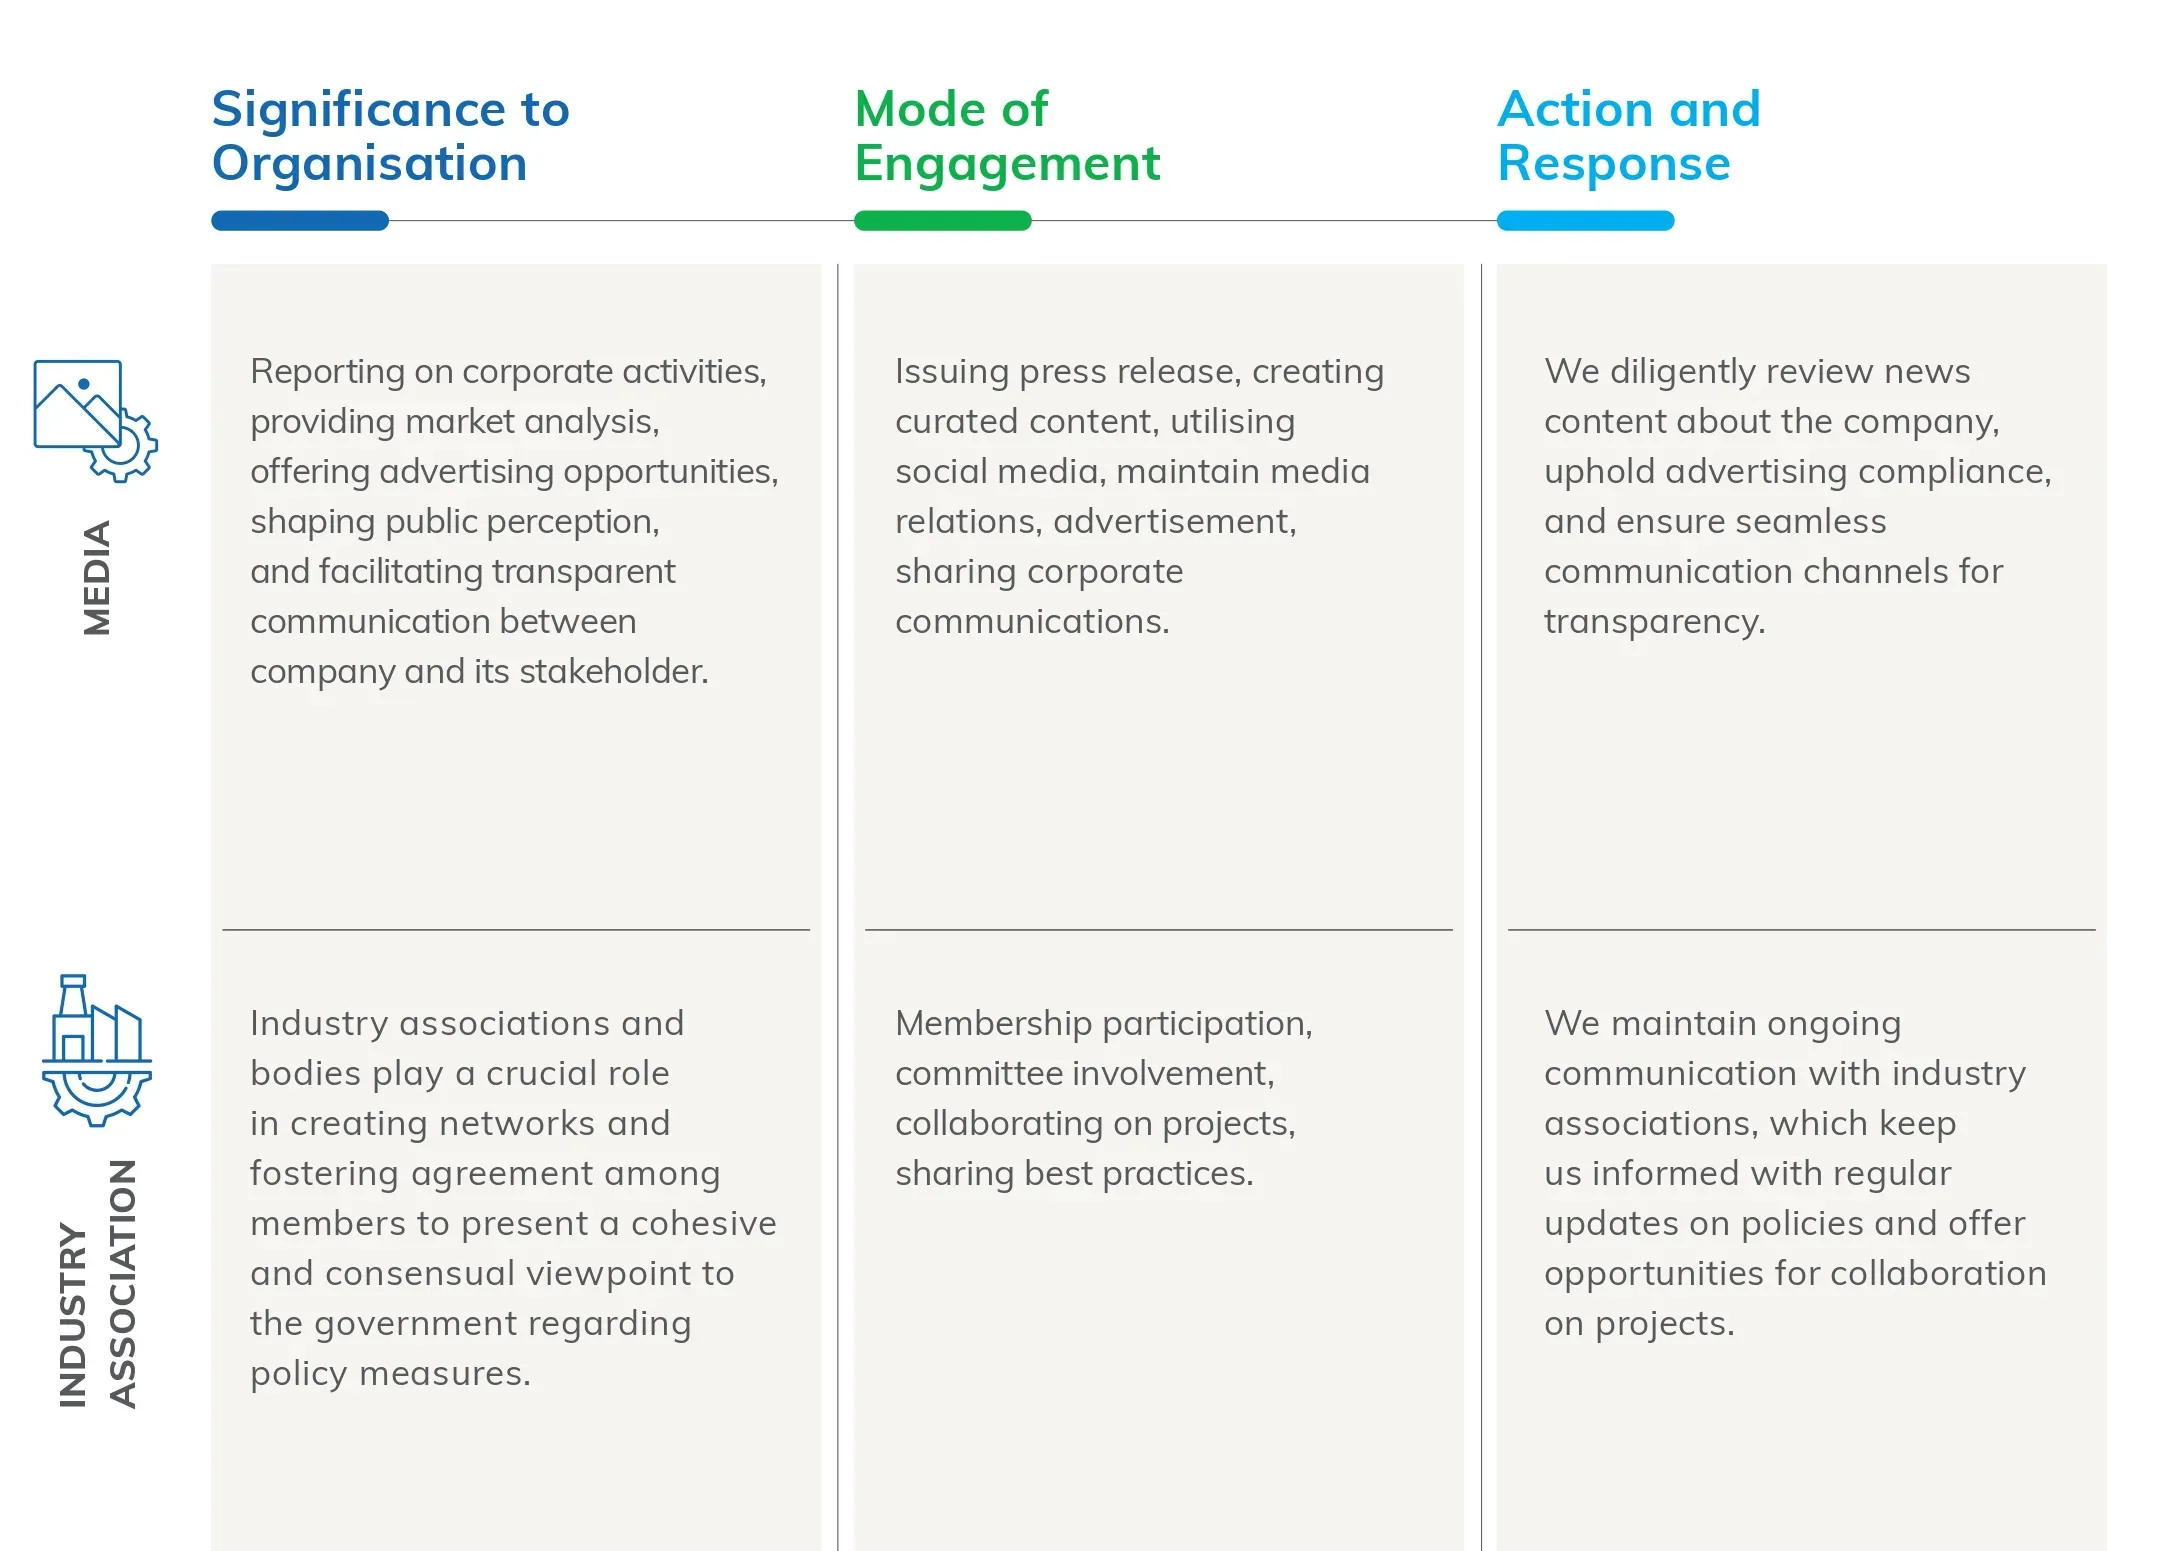 Significance to
Organisation
Mode of
Engagement
Action and
Response
MEDIA
Reporting on corporate activities,
providing market analysis,
offering advertising opportunities,
shaping public perception,
and facilitating transparent
communication between
company and its stakeholder.
Issuing press release, creating
curated content, utilising
social media, maintain media
relations, advertisement,
sharing corporate
communications.
We diligently review news
content about the company,
uphold advertising compliance,
and ensure seamless
communication channels for
transparency.
INDUSTRY
ASSOCIATION
Industry associations and
bodies play a crucial role
in creating networks and
fostering agreement among
members to present a cohesive
and consensual viewpoint to
the government regarding
policy measures.
Membership participation,
committee involvement,
collaborating on projects,
sharing best practices.
We maintain ongoing
communication with industry
associations, which keep
us informed with regular
updates on policies and offer
opportunities for collaboration
on projects.